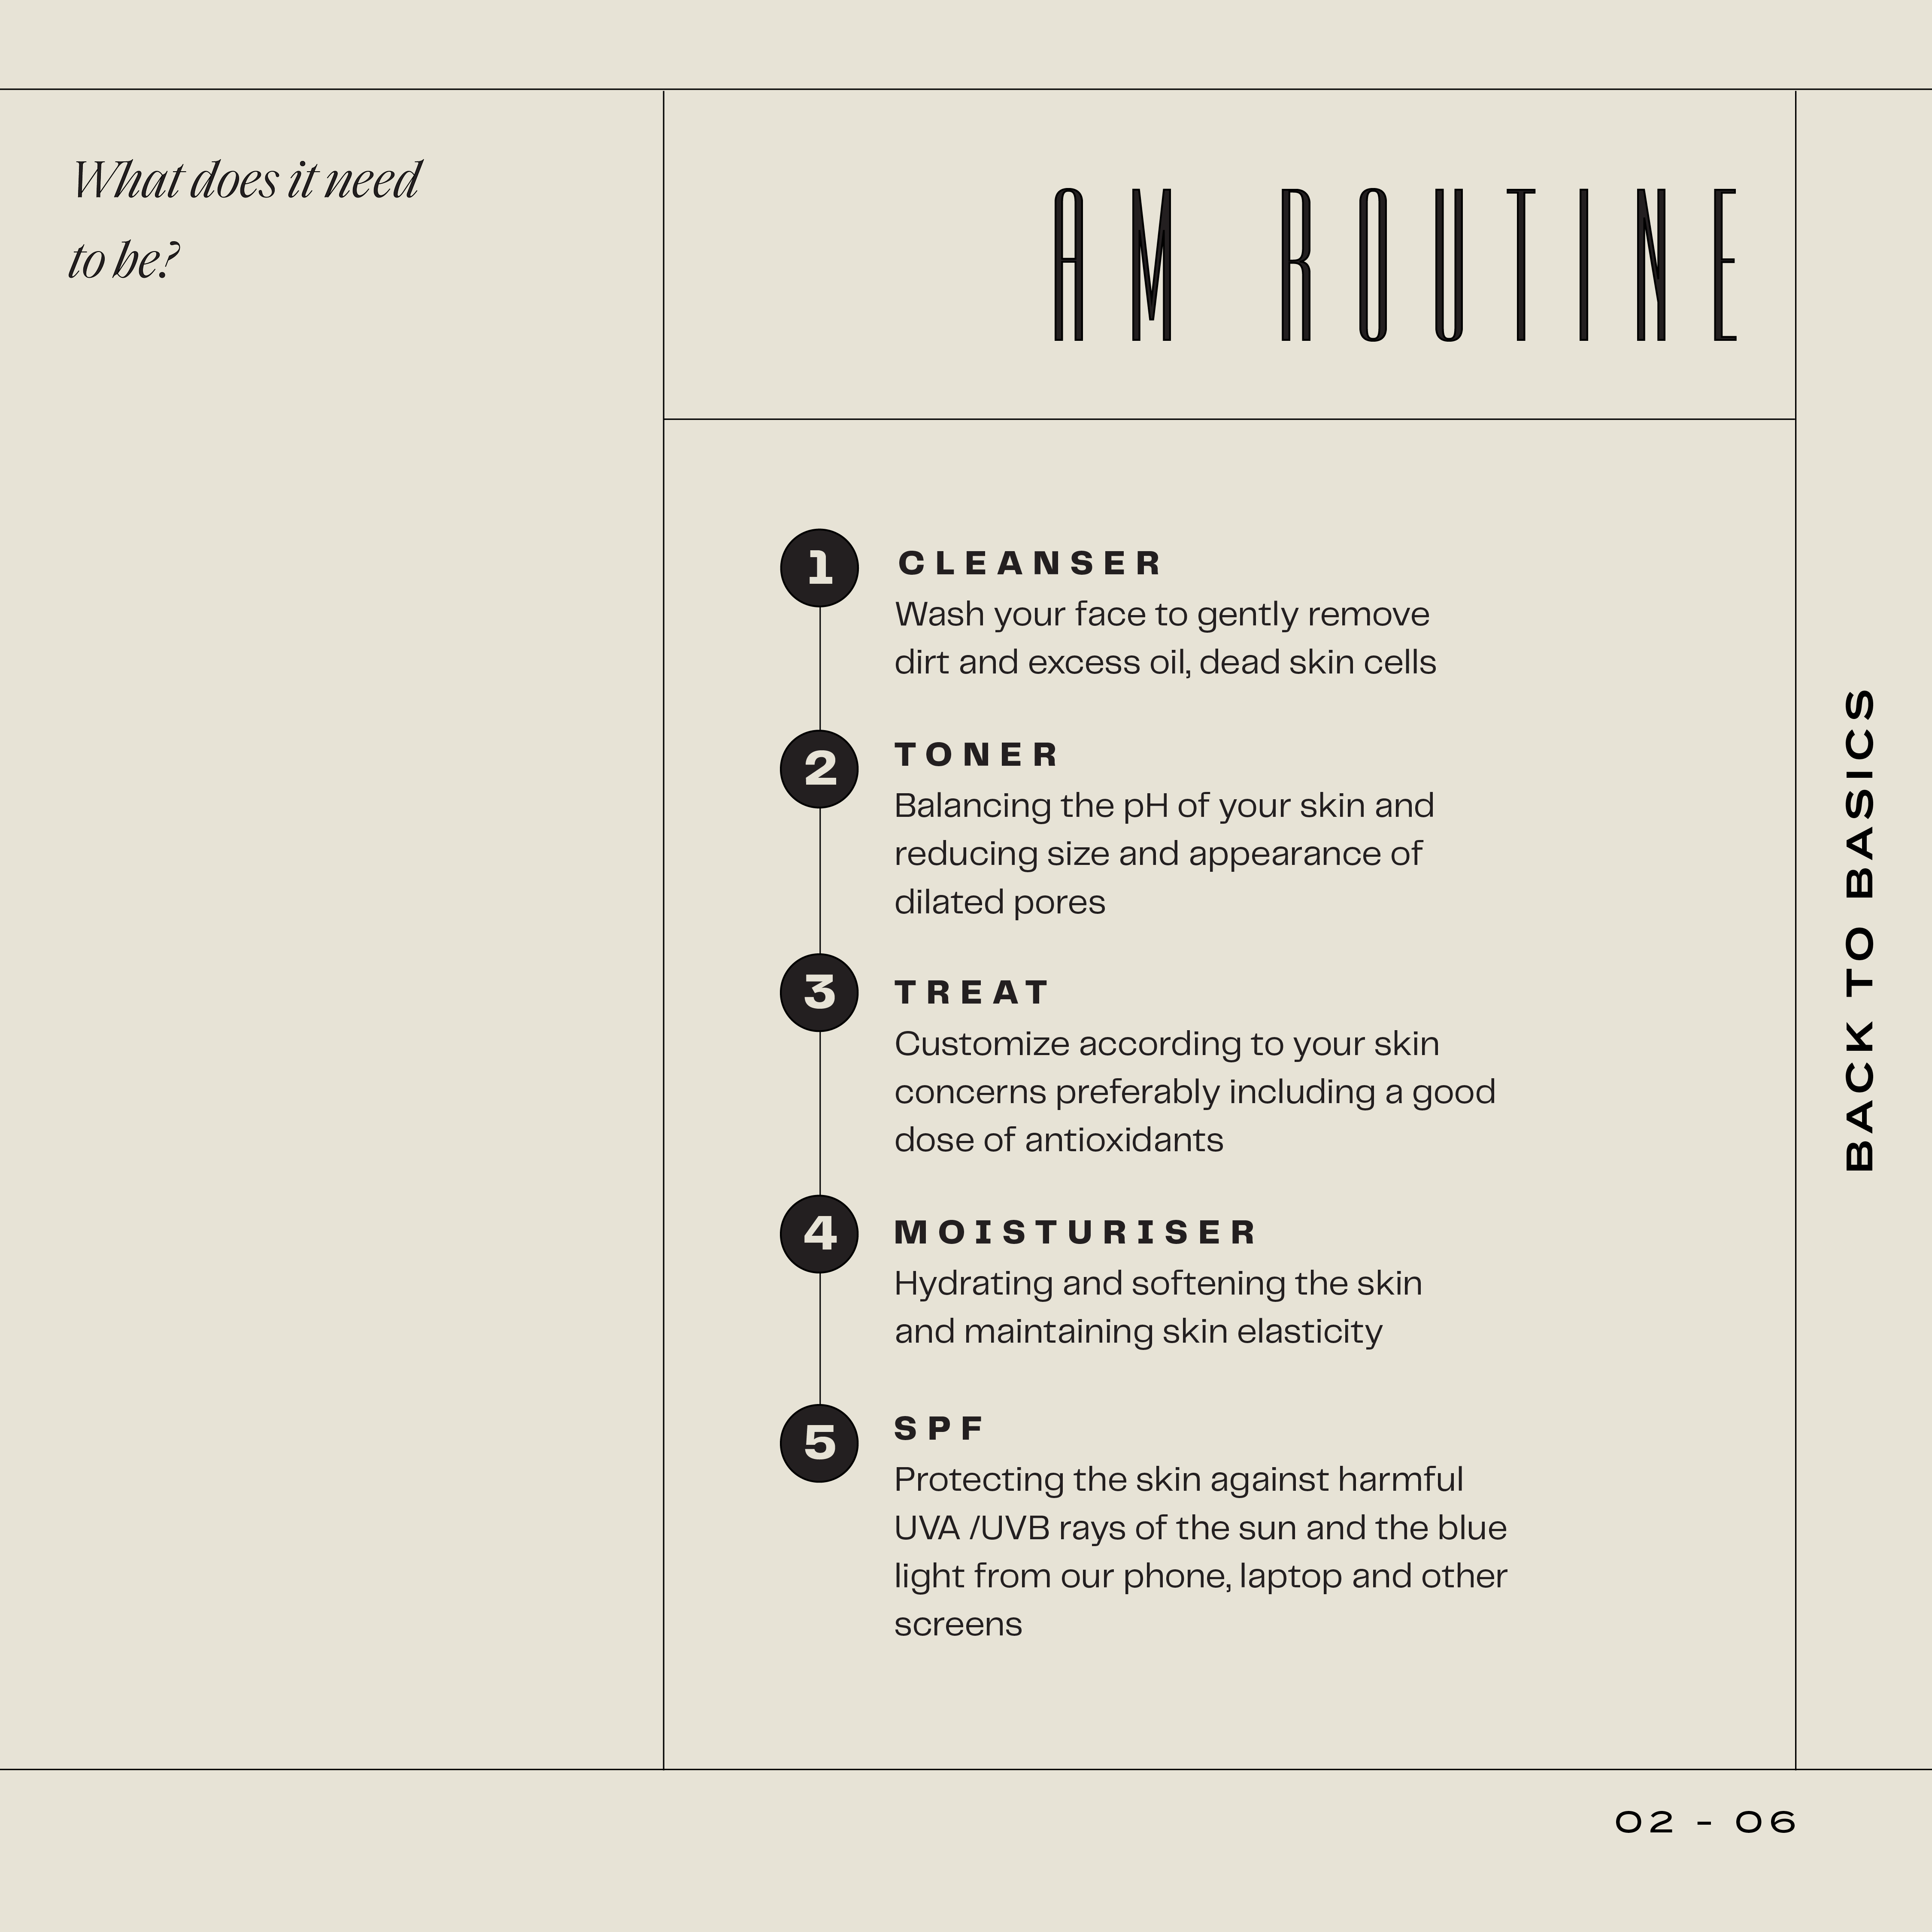 What does it need
to be?
AM ROUTINE
1 CLEANSER
Wash your face to gently remove
dirt and excess oil, dead skin cells
2 TONER
Balancing the pH of your skin and
reducing size and appearance of
dilated pores
3 TREAT
Customize according to your skin
concerns preferably including a good
dose of antioxidants
4 MOISTURISER
Hydrating and softening the skin
and maintaining skin elasticity
5 SPF
Protecting the skin against harmful
UVA /UVB rays of the sun and the blue
light from our phone, laptop and other
screens
BACK TO BASICS
02 - 06